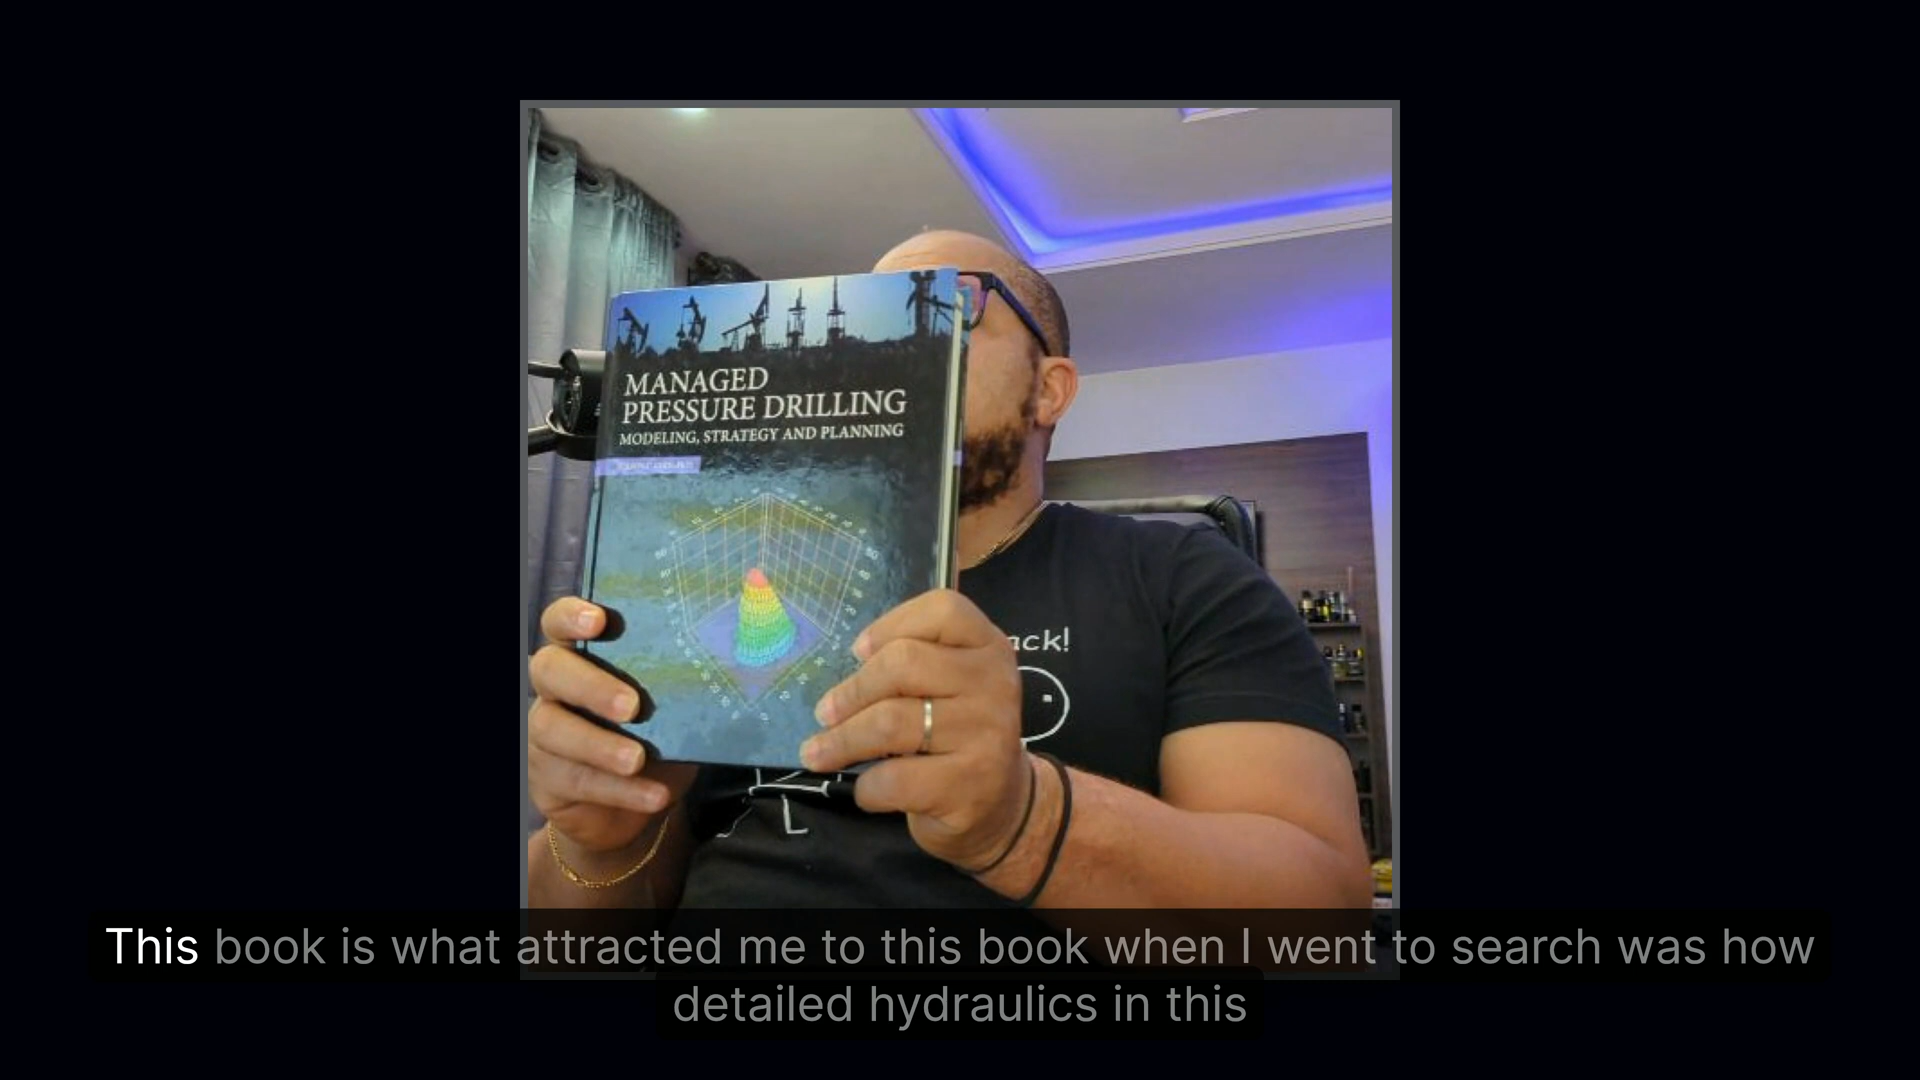 MANAGED
PRESSURE DRILLING
MODELING, STRATEGY AND PLANNING
ack!
This book is what attracted me to this book when I went to search was how
detailed hydraulics in this